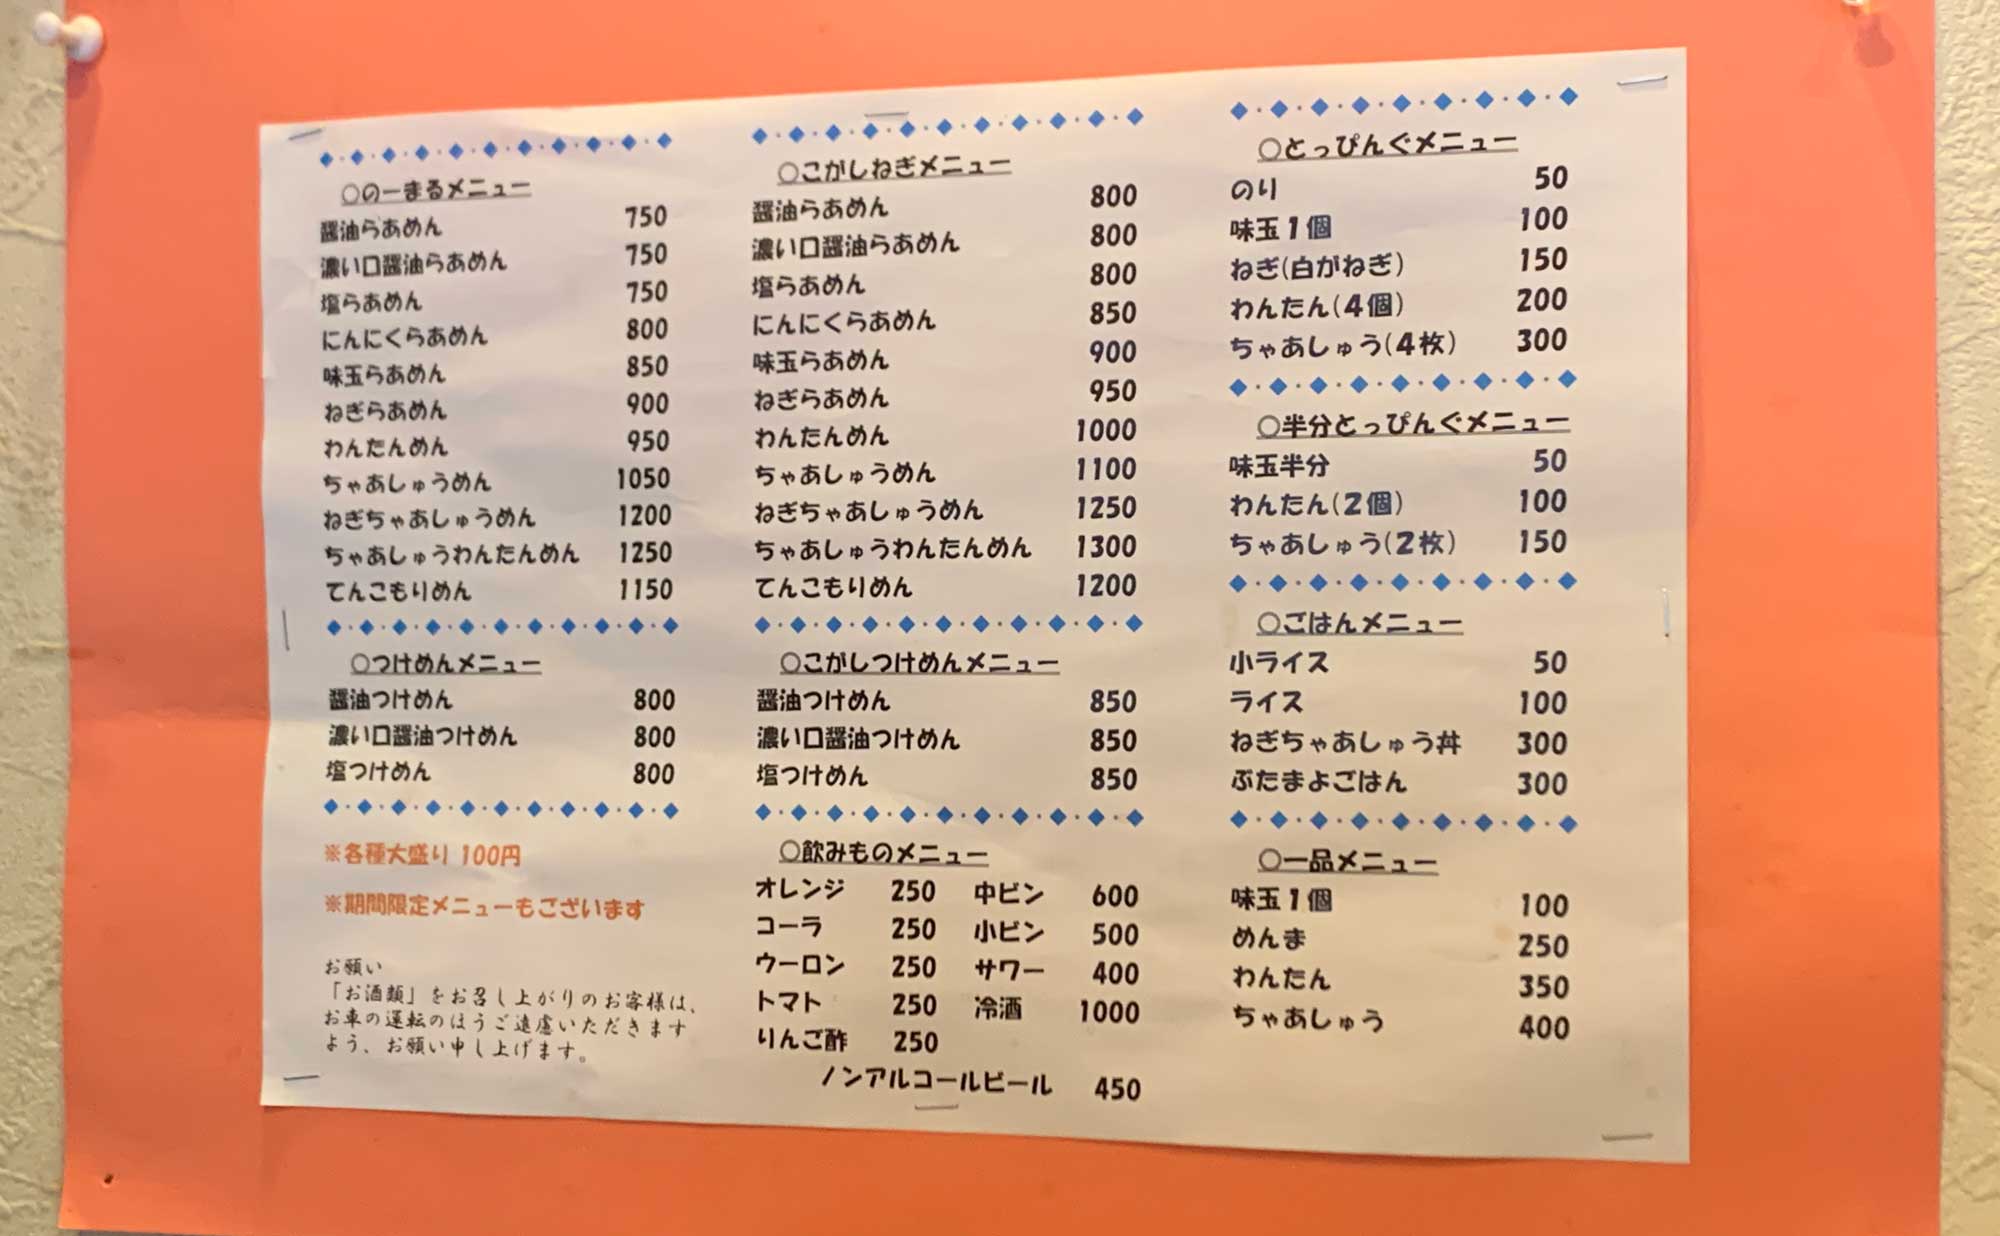 ○のーまるメニュー
醤油らあめん 750
濃い口醤油らあめん 750
塩らあめん 750
にんにくらあめん 800
味玉らあめん 850
ねぎらあめん 900
わんたんめん 950
ちゃあしゅうめん 1050
ねぎちゃあしゅうめん 1200
ちゃあしゅうわんたんめん 1250
てんこもりめん 1150
○つけめんメニュー
醤油つけめん 800
濃い口醤油つけめん 800
塩つけめん 800
※各種大盛り 100円
※期間限定メニューもございます
お願い
「お酒類」をお召し上がりのお客様は、
お車の運転のほうご遠慮いただきます
よう、お願い申し上げます。
○こがしねぎメニュー
醤油らあめん 800
濃い口醤油らあめん 800
塩らあめん 800
にんにくらあめん 850
味玉らあめん 900
ねぎらあめん 950
わんたんめん 1000
ちゃあしゅうめん 1100
ねぎちゃあしゅうめん 1250
ちゃあしゅうわんたんめん 1300
てんこもりめん 1200
○こがしつけめんメニュー
醤油つけめん 850
濃い口醤油つけめん 850
塩つけめん 850
○飲みものメニュー
オレンジ 250 中ビン 600
コーラ 250 小ビン 500
ウーロン 250 サワー 400
トマト 250 冷酒 1000
りんご酢 250
ノンアルコールビール 450
○とっぴんぐメニュー
のり 50
味玉1個 100
ねぎ(白がねぎ) 150
わんたん(4個) 200
ちゃあしゅう(4枚) 300
○半分とっぴんぐメニュー
味玉半分 50
わんたん(2個) 100
ちゃあしゅう(2枚) 150
○ごはんメニュー
小ライス 50
ライス 100
ねぎちゃあしゅう丼 300
ぶたまよごはん 300
○一品メニュー
味玉1個 100
めんま 250
わんたん 350
ちゃあしゅう 400